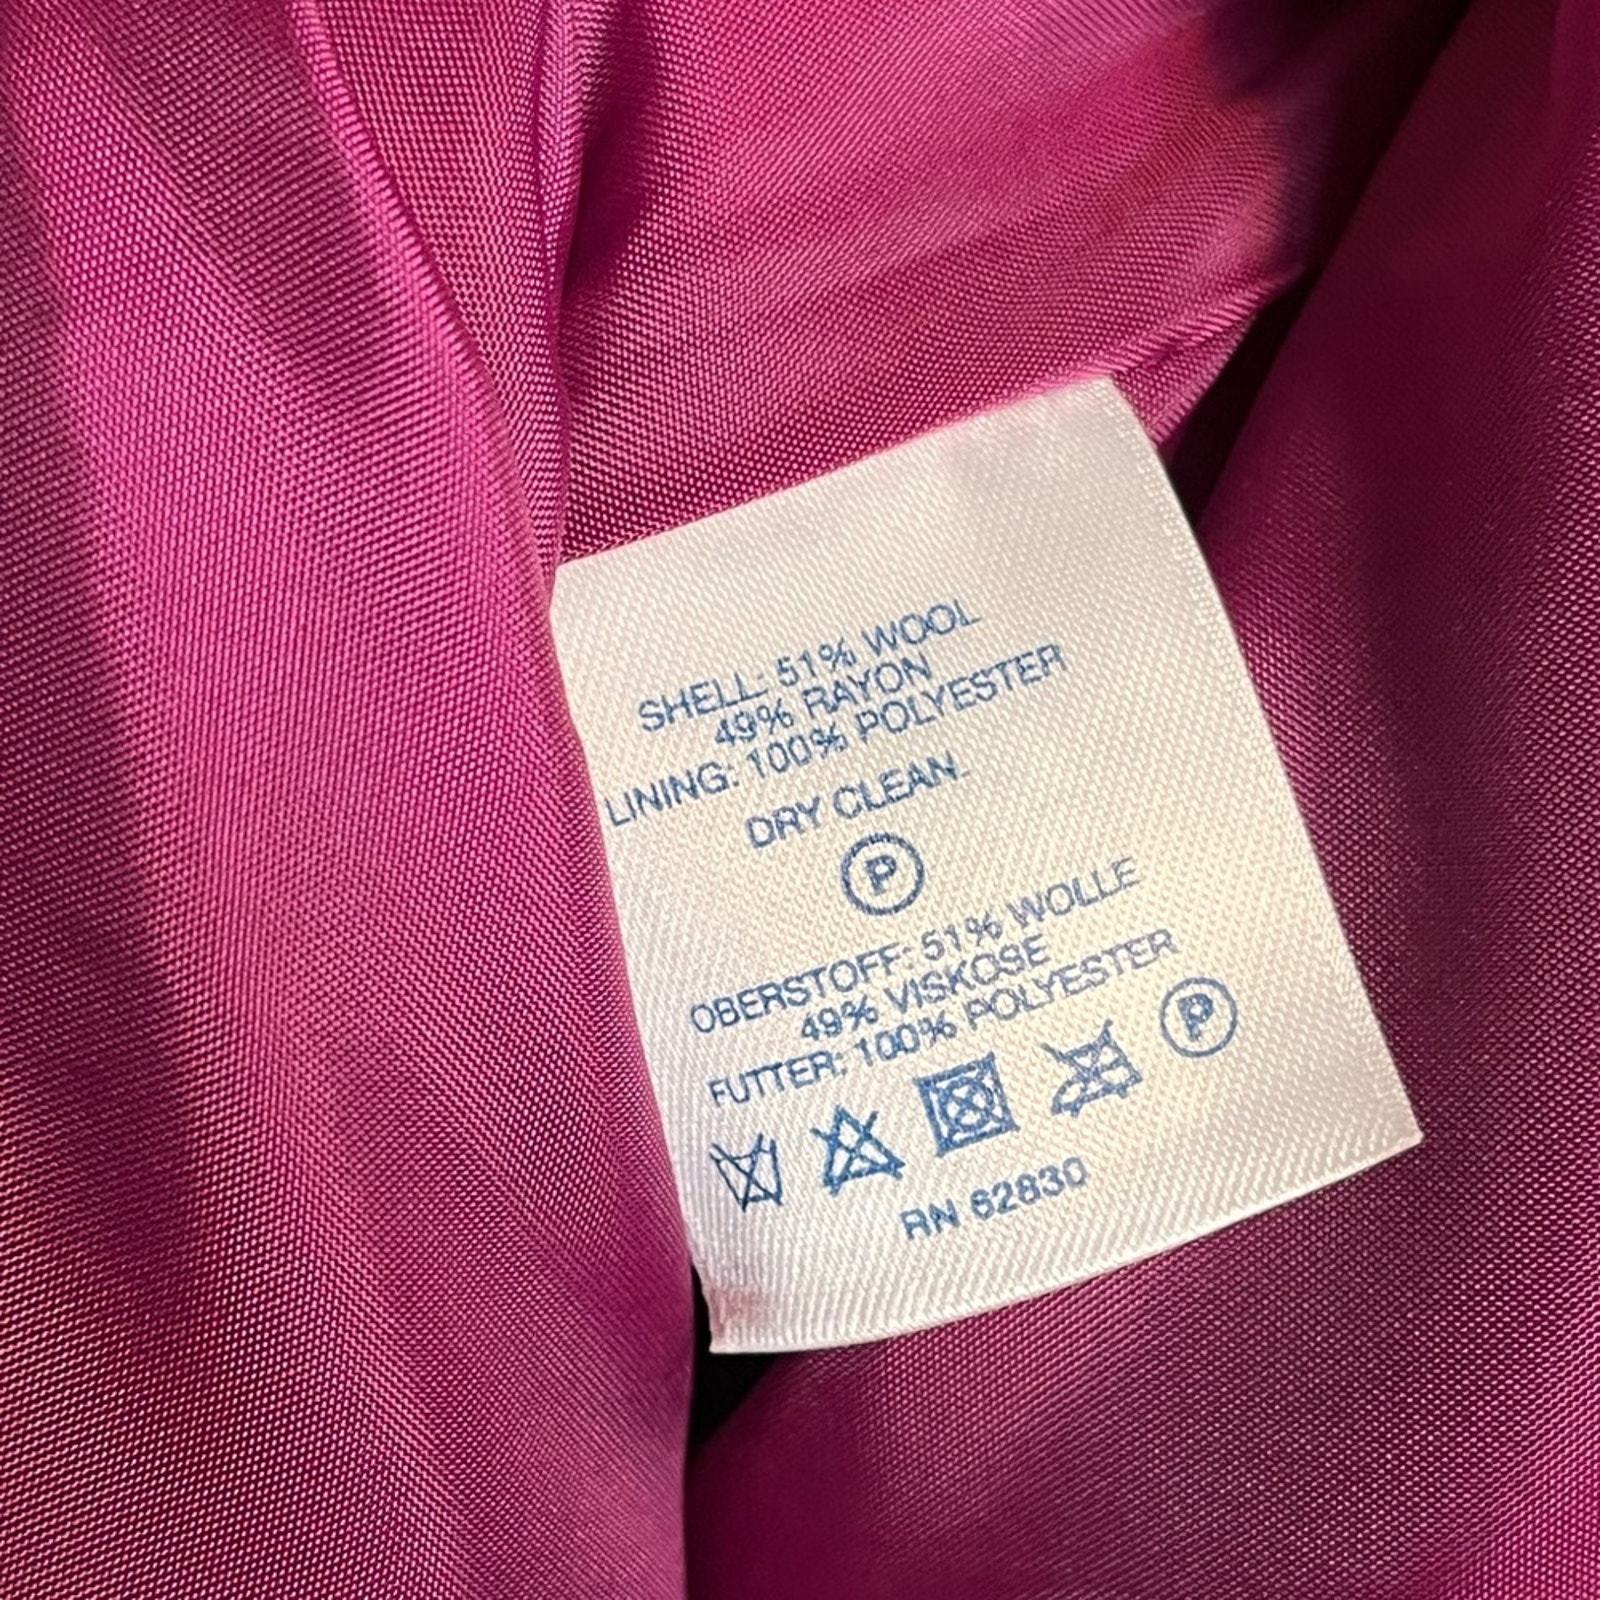 SHELL: 51% WOOL
49% RAYON
LINING: 100% POLYESTER
DRY CLEAN.
P
OBERSTOFF: 51% WOLLE
49% VISKOSE
FUTTER: 100% POLYESTER
P
RN 62830